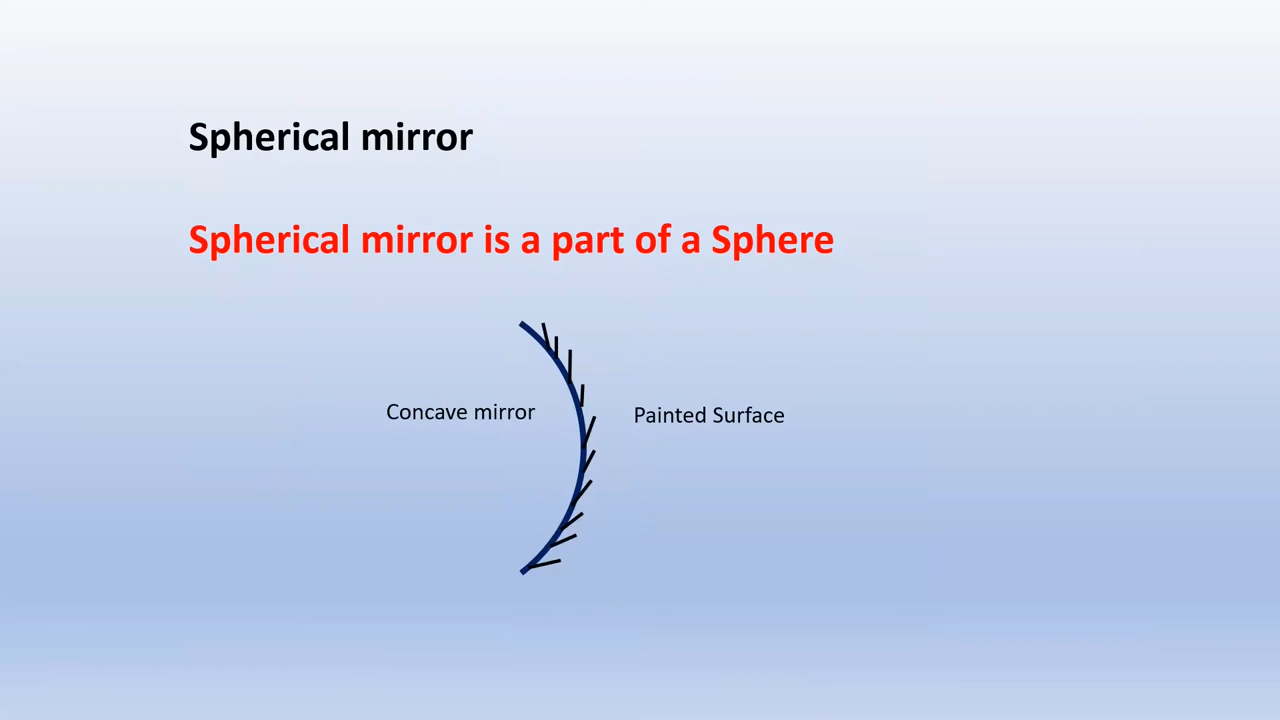 Spherical mirror
Spherical mirror is a part of a Sphere
Concave mirror
Painted Surface